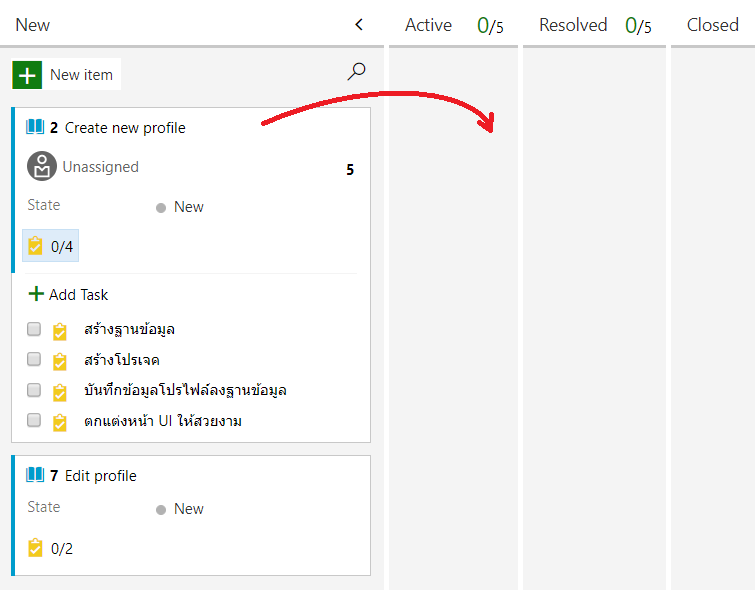 New
Active 0/5
Resolved 0/5
Closed
New item
2 Create new profile
Unassigned 5
State New
0/4
Add Task
สร้างฐานข้อมูล
สร้างโปรเจค
บันทึกข้อมูลโปรไฟล์ลงฐานข้อมูล
ตกแต่งหน้า UI ให้สวยงาม
7 Edit profile
State New
0/2